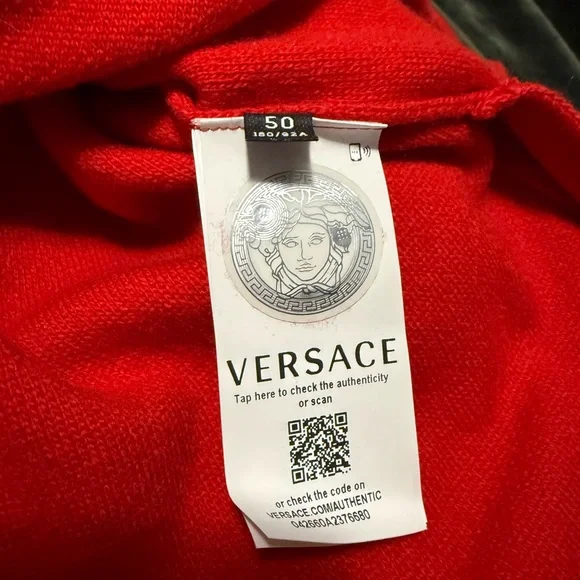 50
180/92A
VERSACE
Tap here to check the authenticity
or scan
or check the code on
VERSACE.COM/AUTHENTIC
042660A2376680